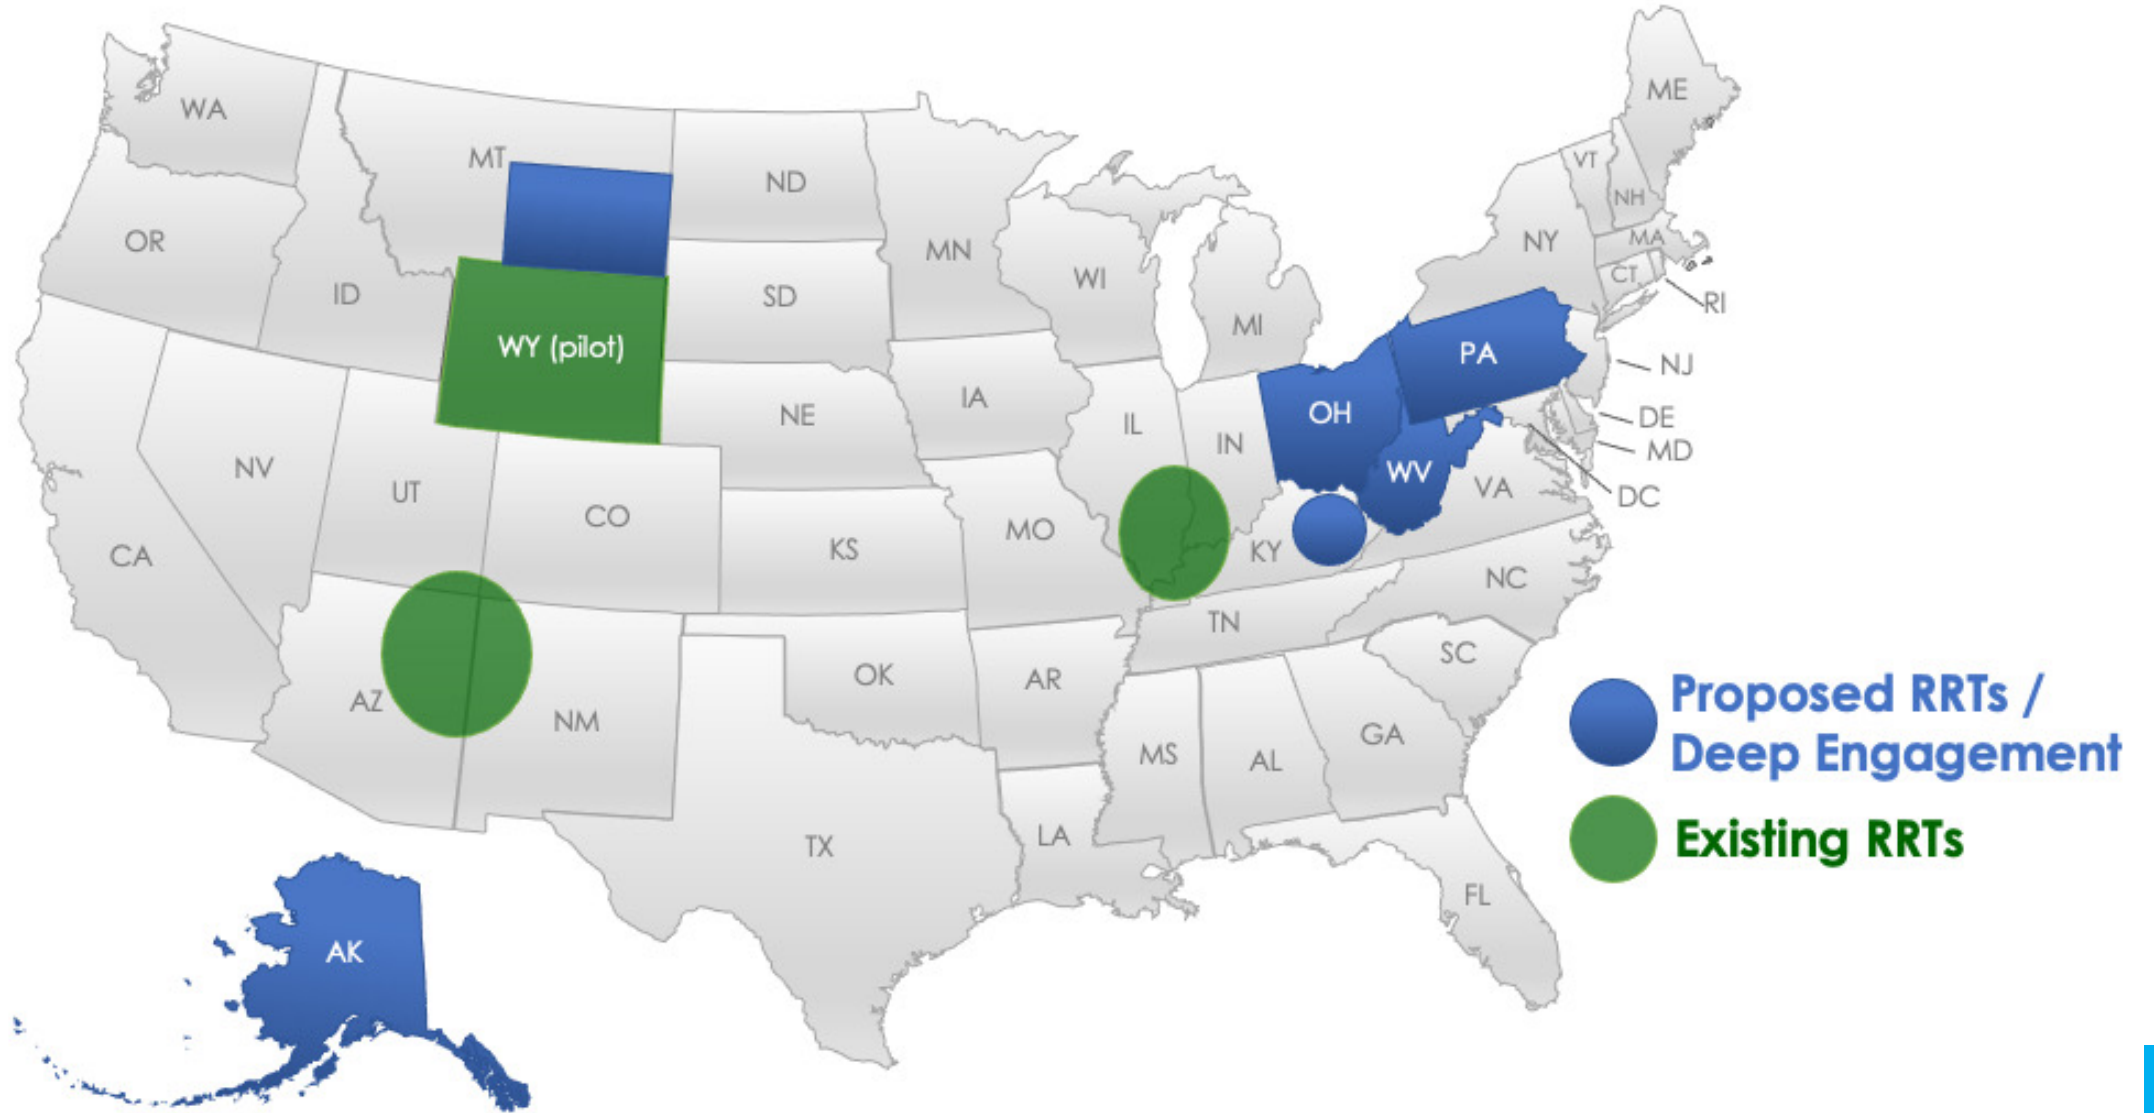 ME
WA
VT
MT
ND
NH
OR
NY
MA
MN
WI
CT
ID
SD
RI
MI
WY (pilot)
PA
NJ
IA
NE
OH
DE
IL
IN
MD
NV
WV
UT
VA
DC
CO
MO
KS
KY
CA
NC
TN
SC
OK
AR
AZ
NM
GA
MS
AL
LA
TX
FL
AK
Proposed RRTs /
Deep Engagement
Existing RRTs